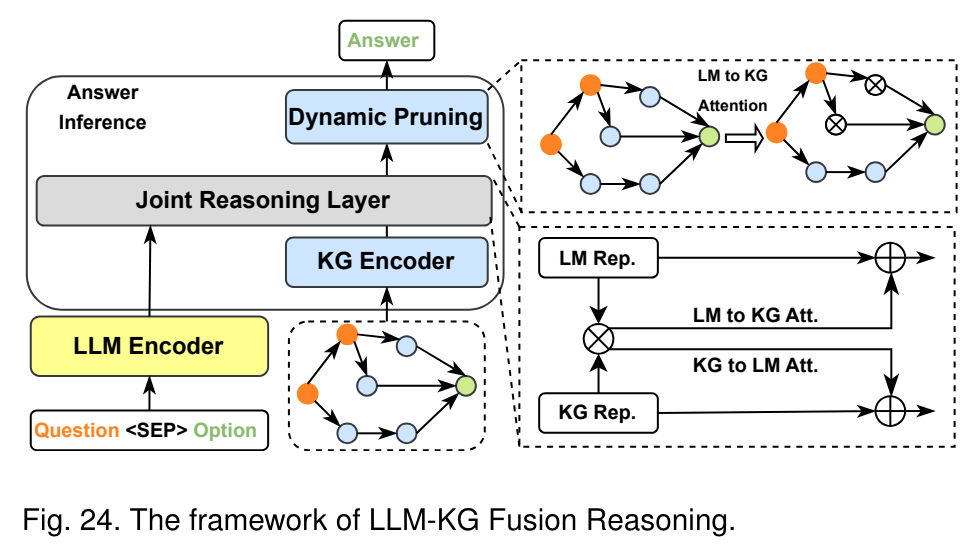 Answer
Answer
Inference
Dynamic Pruning
Joint Reasoning Layer
KG Encoder
LLM Encoder
Question <SEP> Option
LM to KG
Attention
LM Rep.
LM to KG Att.
KG to LM Att.
KG Rep.
Fig. 24. The framework of LLM-KG Fusion Reasoning.